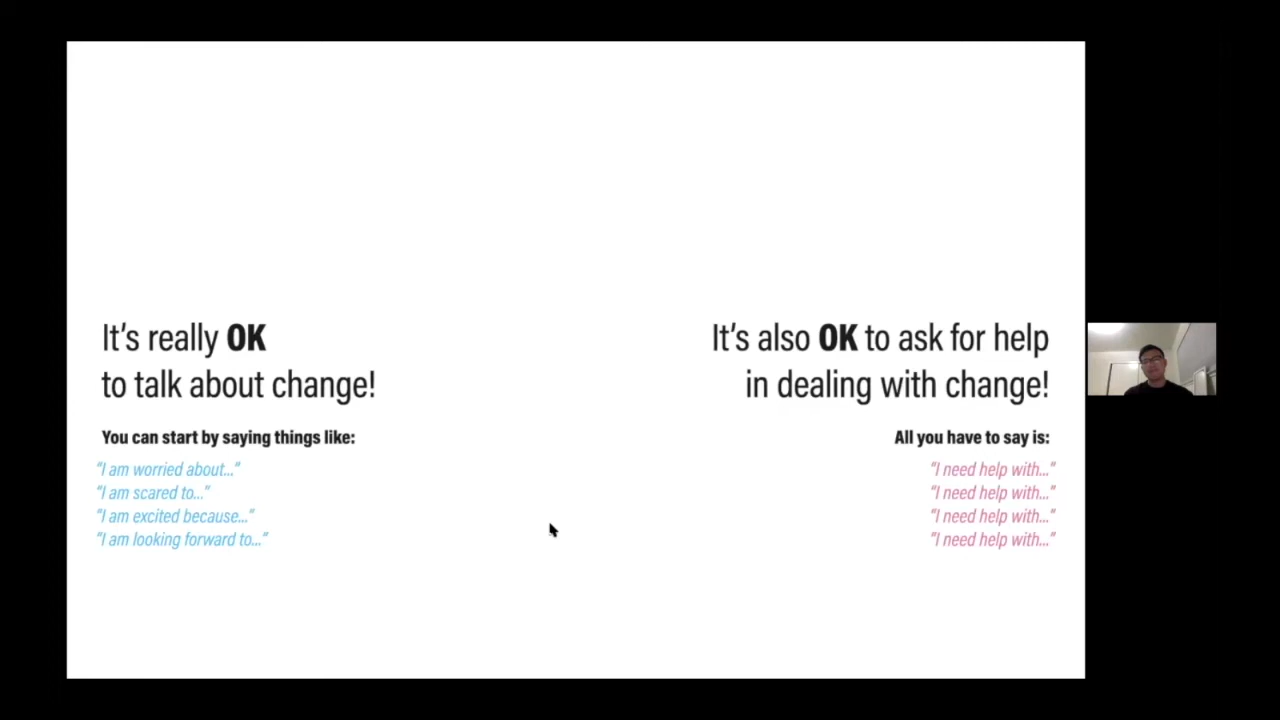 It's really OK
to talk about change!
You can start by saying things like:
"I am worried about..."
"I am scared to..."
"I am excited because..."
"I am looking forward to..."
It's also OK to ask for help
in dealing with change!
All you have to say is:
"I need help with..."
"I need help with..."
"I need help with..."
"I need help with..."